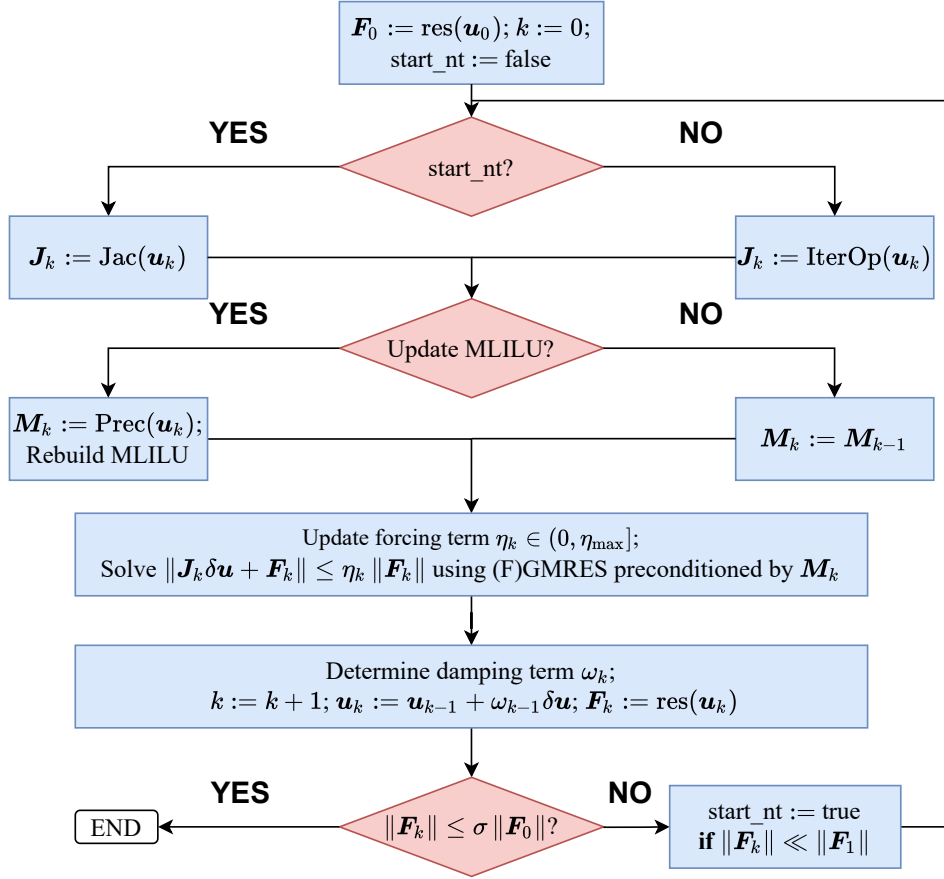 𝑭₀ := res(𝒖₀); k := 0;
start_nt := false
YES
NO
start_nt?
𝑱ₖ := Jac(𝒖ₖ)
𝑱ₖ := IterOp(𝒖ₖ)
YES
NO
Update MLILU?
𝑴ₖ := Prec(𝒖ₖ);
Rebuild MLILU
𝑴ₖ := 𝑴ₖ₋₁
Update forcing term ηₖ ∈ (0, η_max];
Solve ‖𝑱ₖδ𝒖 + 𝑭ₖ‖ ≤ ηₖ ‖𝑭ₖ‖ using (F)GMRES preconditioned by 𝑴ₖ
Determine damping term ωₖ;
k := k + 1; 𝒖ₖ := 𝒖ₖ₋₁ + ωₖ₋₁δ𝒖; 𝑭ₖ := res(𝒖ₖ)
YES
NO
END
‖𝑭ₖ‖ ≤ σ ‖𝑭₀‖?
start_nt := true
if ‖𝑭ₖ‖ ≪ ‖𝑭₁‖